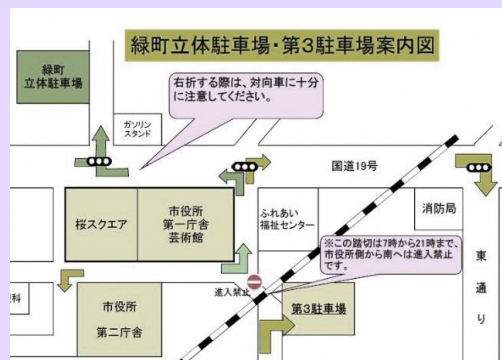 緑町立体駐車場・第3駐車場案内図
緑町
立体駐車場
右折する際は、対向車に十分
に注意してください。
ガソリン
スタンド
国道19号
桜スクエア
市役所
第一庁舎
芸術館
ふれあい
福祉センター
消防局
※この踏切は7時から21時まで、
市役所側から南へは進入禁止
です。
東通り
進入禁止
市役所
第二庁舎
第3駐車場